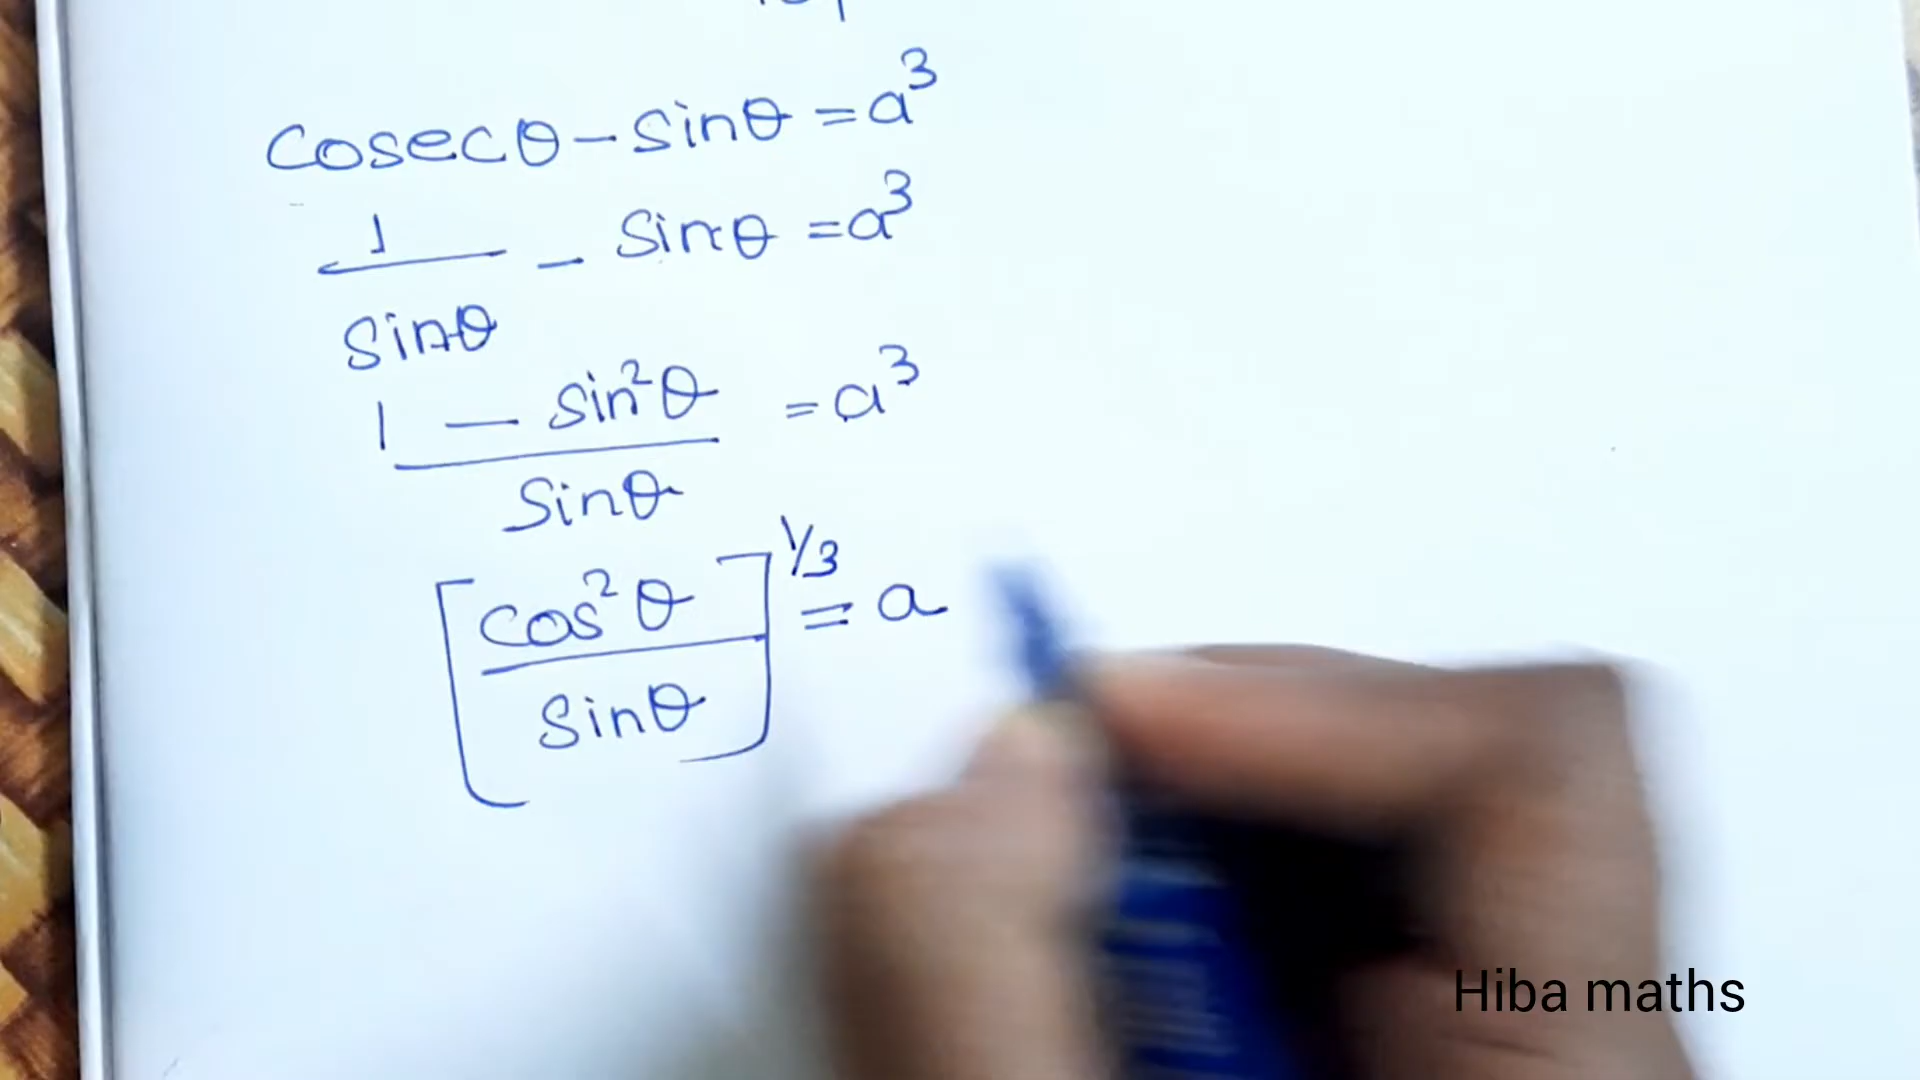 cosecθ - sinθ = a³
1/sinθ - sinθ = a³
1 - sin²θ/sinθ = a³
[cos²θ/sinθ]^1/3 = a
Hiba maths